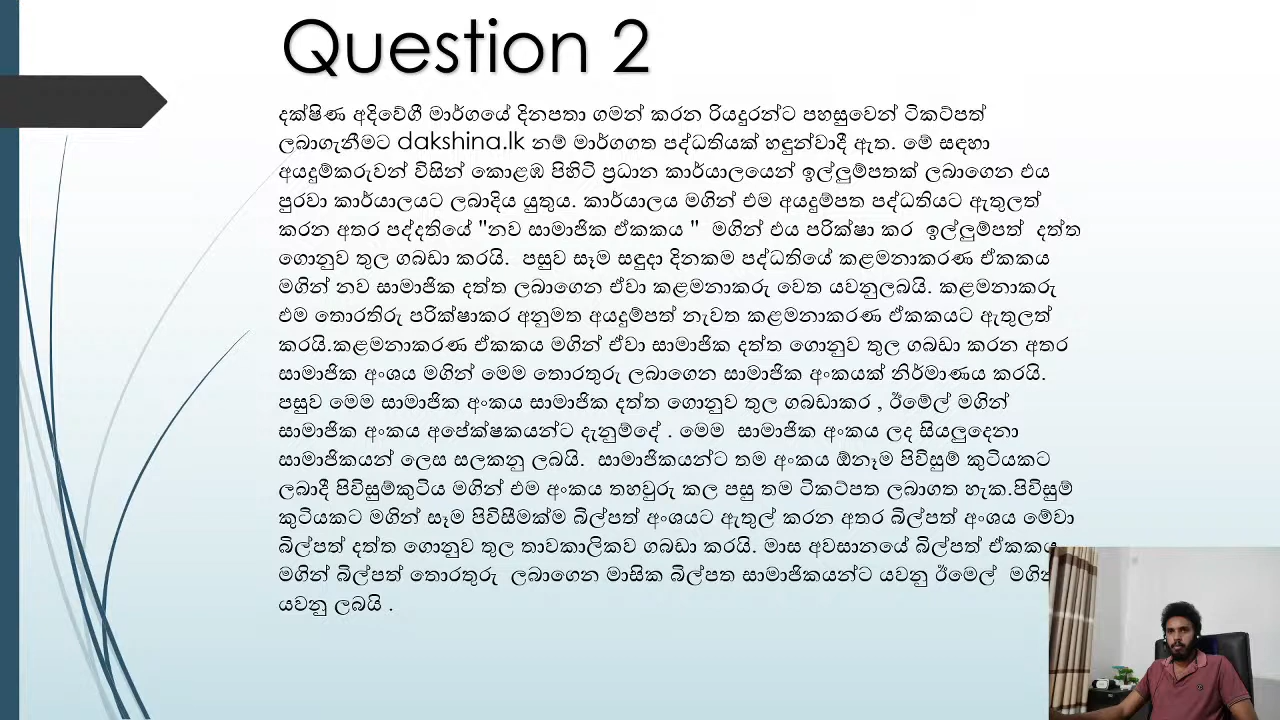 Question 2
දක්ෂිණ අදිවේගී මාර්ගයේ දිනපතා ගමන් කරන රියදුරන්ට පහසුවෙන් ටිකට්පත්
ලබාගැනීමට dakshina.lk නම් මාර්ගගත පද්ධතියක් හඳුන්වාදී ඇත. මේ සඳහා
අයදුම්කරුවන් විසින් කොළඹ පිහිටි ප්‍රධාන කාර්යාලයෙන් ඉල්ලුම්පතක් ලබාගෙන එය
පුරවා කාර්යාලයට ලබාදිය යුතුය. කාර්යාලය මගින් එම අයදුම්පත පද්ධතියට ඇතුලත්
කරන අතර පද්දතියේ "නව සාමාජික ඒකකය " මගින් එය පරික්ෂා කර ඉල්ලුම්පත් දත්ත
ගොනුව තුල ගබඩා කරයි. පසුව සෑම සඳුදා දිනකම පද්ධතියේ කළමනාකරණ ඒකකය
මගින් නව සාමාජික දත්ත ලබාගෙන ඒවා කළමනාකරු වෙත යවනුලබයි. කළමනාකරු
එම තොරතිරු පරික්ෂාකර අනුමත අයදුම්පත් නැවත කළමනාකරණ ඒකකයට ඇතුලත්
කරයි.කළමනාකරණ ඒකකය මගින් ඒවා සාමාජික දත්ත ගොනුව තුල ගබඩා කරන අතර
සාමාජික අංශය මගින් මෙම තොරතුරු ලබාගෙන සාමාජික අංකයක් නිර්මාණය කරයි.
පසුව මෙම සාමාජික අංකය සාමාජික දත්ත ගොනුව තුල ගබඩාකර , ඊමේල් මගින්
සාමාජික අංකය අපේක්ෂකයන්ට දැනුම්දේ . මෙම සාමාජික අංකය ලද සියලුදෙනා
සාමාජිකයන් ලෙස සලකනු ලබයි. සාමාජිකයන්ට තම අංකය ඕනෑම පිවිසුම් කුටියකට
ලබාදී පිවිසුම්කුටිය මගින් එම අංකය තහවුරු කල පසු තම ටිකට්පත ලබාගත හැක.පිවිසුම්
කුටියකට මගින් සෑම පිවිසීමක්ම බිල්පත් අංශයට ඇතුල් කරන අතර බිල්පත් අංශය මේවා
බිල්පත් දත්ත ගොනුව තුල තාවකාලිකව ගබඩා කරයි. මාස අවසානයේ බිල්පත් ඒකකය
මගින් බිල්පත් තොරතුරු ලබාගෙන මාසික බිල්පත සාමාජිකයන්ට යවනු ඊමෙල් මගින්
යවනු ලබයි .